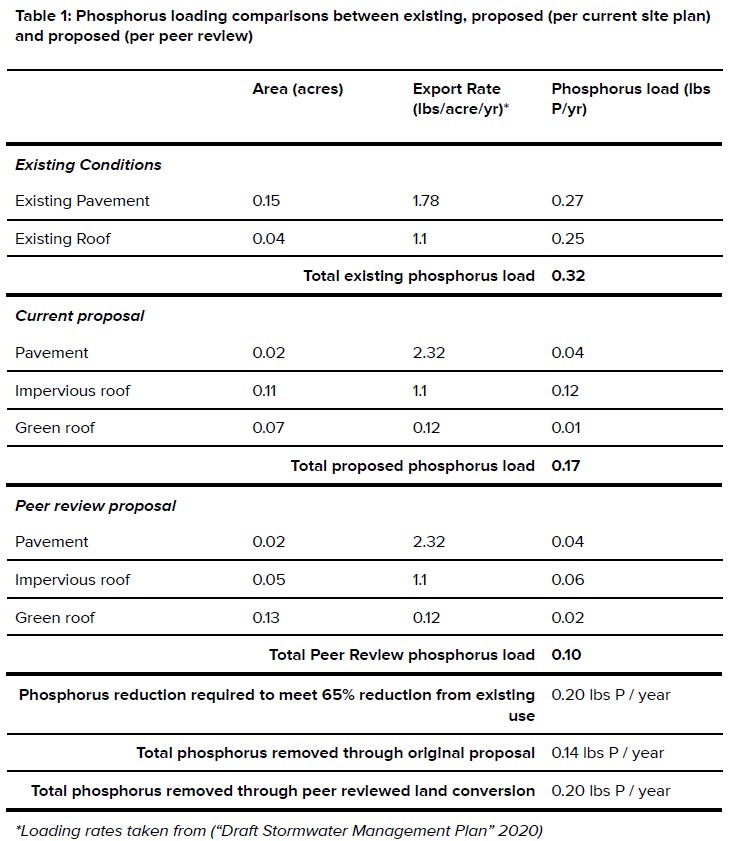 Table 1: Phosphorus loading comparisons between existing, proposed (per current site plan)
and proposed (per peer review)
Area (acres) Export Rate (lbs/acre/yr)* Phosphorus load (lbs P/yr)
Existing Conditions
Existing Pavement 0.15 1.78 0.27
Existing Roof 0.04 1.1 0.25
Total existing phosphorus load 0.32
Current proposal
Pavement 0.02 2.32 0.04
Impervious roof 0.11 1.1 0.12
Green roof 0.07 0.12 0.01
Total proposed phosphorus load 0.17
Peer review proposal
Pavement 0.02 2.32 0.04
Impervious roof 0.05 1.1 0.06
Green roof 0.13 0.12 0.02
Total Peer Review phosphorus load 0.10
Phosphorus reduction required to meet 65% reduction from existing use 0.20 lbs P / year
Total phosphorus removed through original proposal 0.14 lbs P / year
Total phosphorus removed through peer reviewed land conversion 0.20 lbs P / year
*Loading rates taken from (“Draft Stormwater Management Plan” 2020)